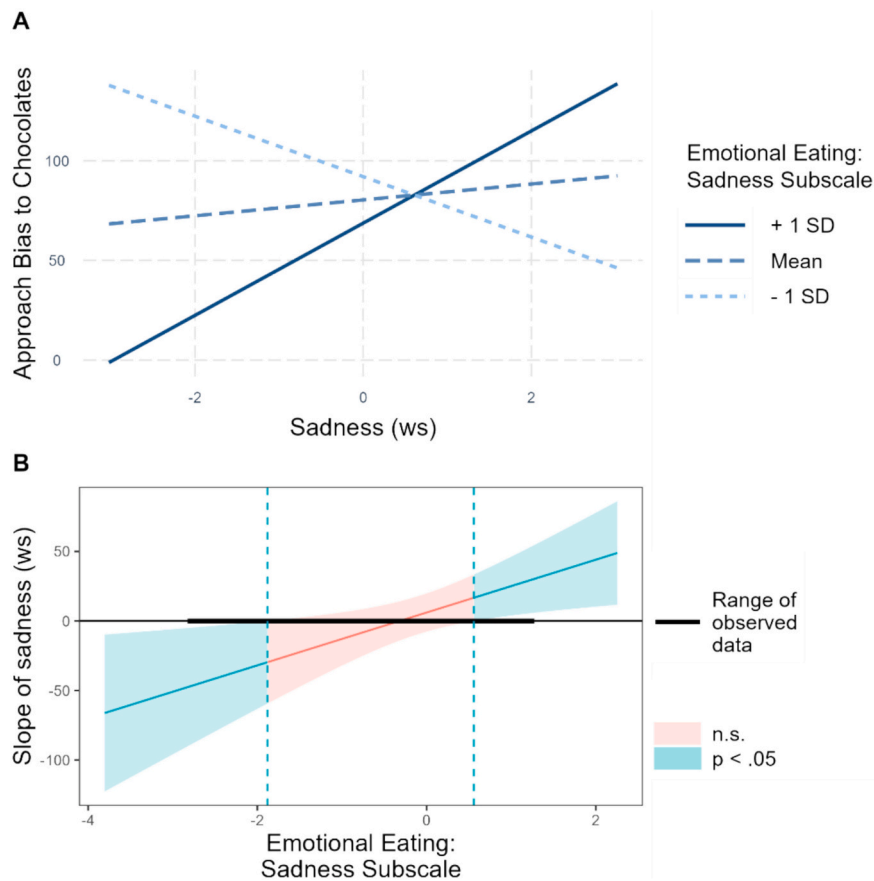 A
Approach Bias to Chocolates
100
50
0
-2
0
2
Sadness (ws)
Emotional Eating:
Sadness Subscale
+ 1 SD
Mean
- 1 SD
B
Slope of sadness (ws)
50
0
-50
-100
-4
-2
0
2
Emotional Eating:
Sadness Subscale
Range of
observed
data
n.s.
p < .05